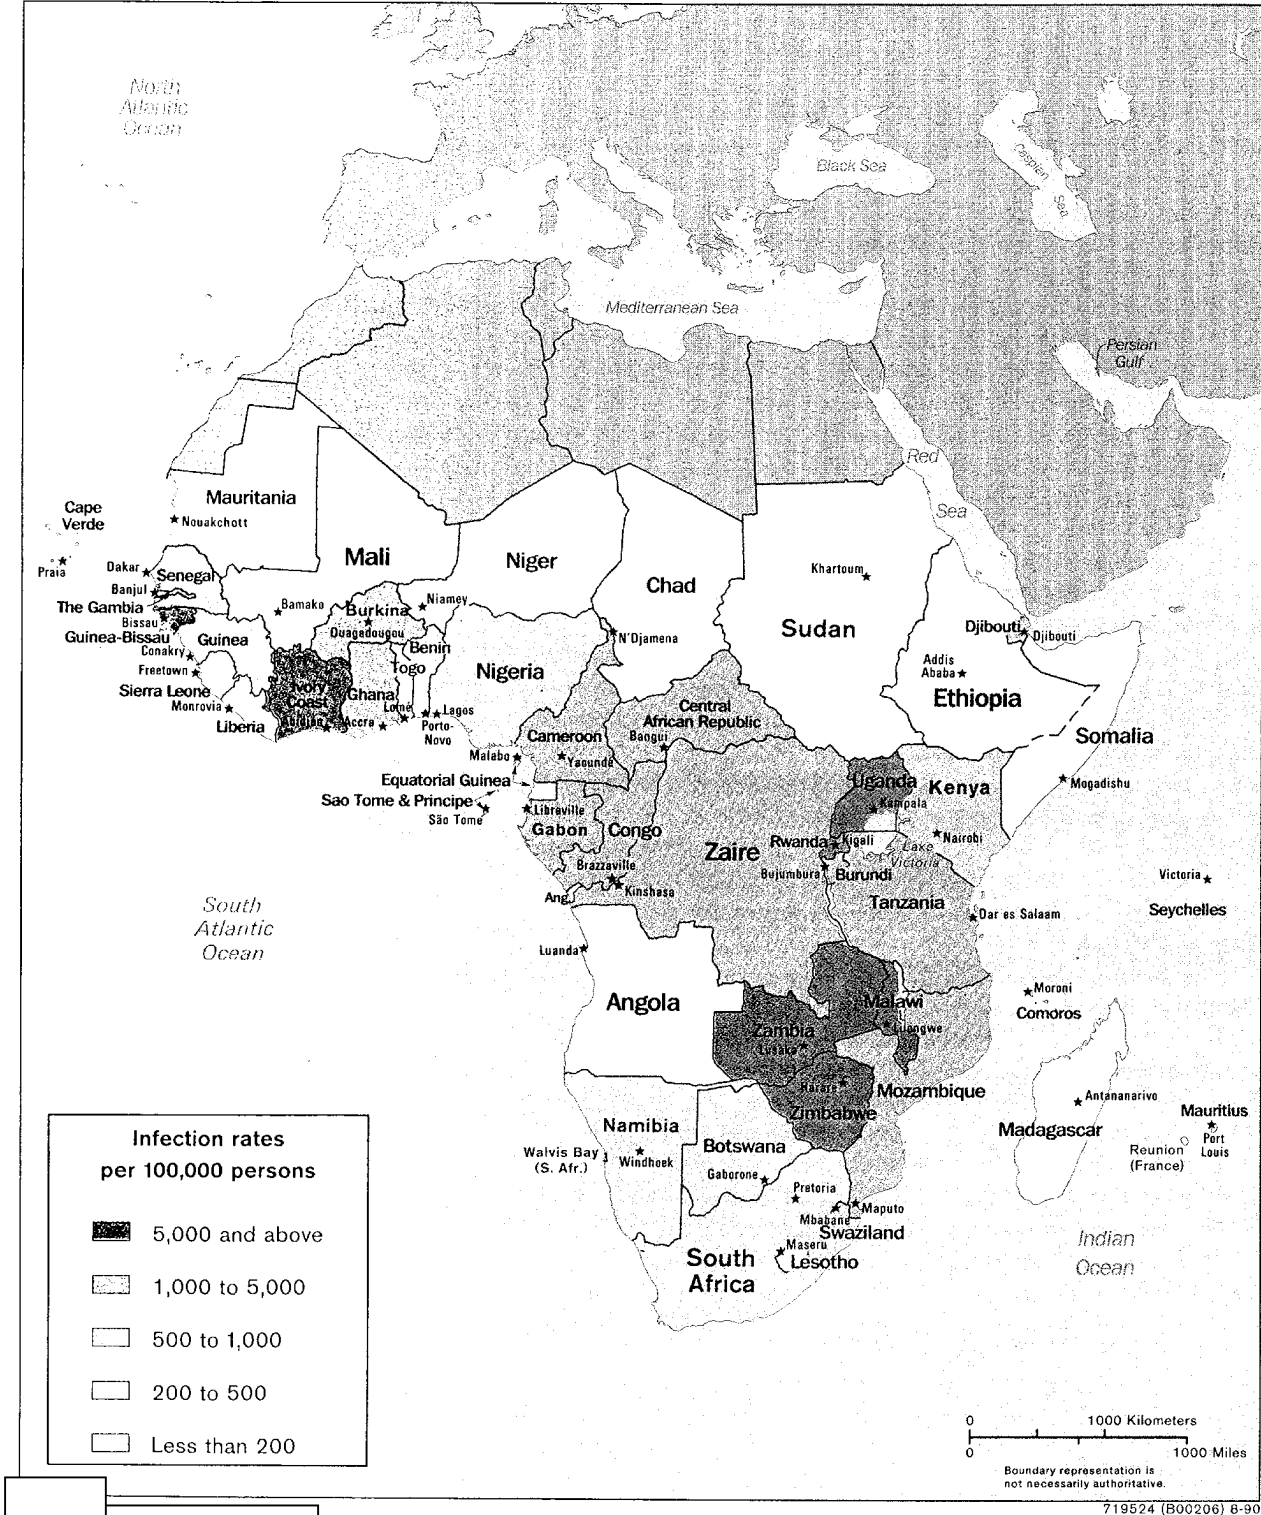 North
Atlantic
Ocean
Black Sea
Caspian
Sea
Mediterranean Sea
Persian
Gulf
Red
Sea
Mauritania
Nouakchott
Cape
Verde
Praia
Dakar
Senegal
Banjul
The Gambia
Bissau
Guinea-Bissau
Guinea
Conakry
Freetown
Sierra Leone
Monrovia
Liberia
Mali
Bamako
Burkina
Ouagadougou
Niger
Niamey
Benin
Togo
Ivory
Coast
Abidjan
Ghana
Accra
Lomé
Lagos
Porto-
Novo
Nigeria
Chad
N'Djamena
Khartoum
Sudan
Djibouti
Djibouti
Addis
Ababa
Ethiopia
Somalia
Mogadishu
Central
African Republic
Bangui
Cameroon
Yaounde
Malabo
Equatorial Guinea
Sao Tome & Principe
São Tome
Libreville
Gabon
Congo
Brazzaville
Kinshasa
Ang.
Zaire
Uganda
Kampala
Kenya
Nairobi
Rwanda
Kigali
Lake
Victoria
Bujumbura
Burundi
Tanzania
Dar es Salaam
Victoria
Seychelles
South
Atlantic
Ocean
Luanda
Angola
Moroni
Comoros
Malawi
Zambia
Lusaka
Harare
Zimbabwe
Mozambique
Antananarivo
Madagascar
Mauritius
Port
Louis
Reunion
(France)
Namibia
Windhoek
Walvis Bay
(S. Afr.)
Botswana
Gaborone
Pretoria
Mbabane
Maputo
Swaziland
Maseru
Lesotho
South
Africa
Indian
Ocean
Infection rates
per 100,000 persons
5,000 and above
1,000 to 5,000
500 to 1,000
200 to 500
Less than 200
0 1000 Kilometers
0 1000 Miles
Boundary representation is
not necessarily authoritative.
719524 (B00206) 8-90